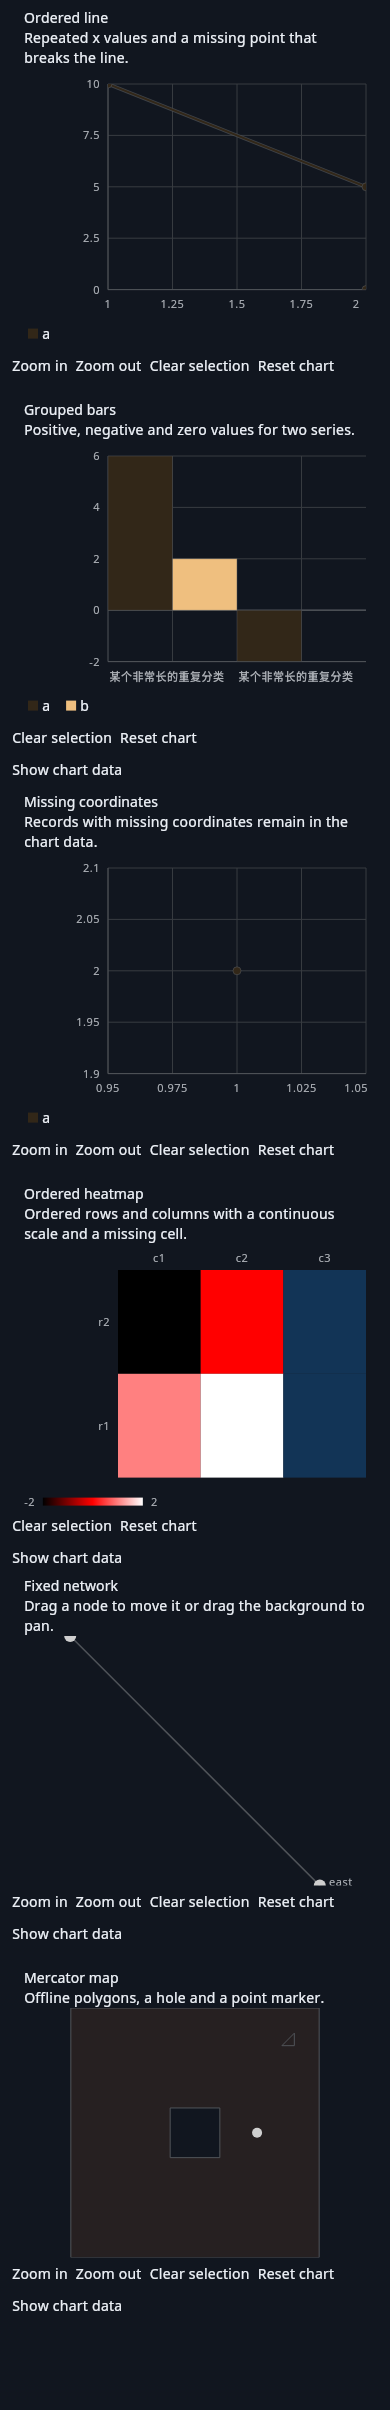 Ordered line
Repeated x values and a missing point that
breaks the line.
10
7.5
5
2.5
0
1 1.25 1.5 1.75 2
a
Zoom in Zoom out Clear selection Reset chart
Grouped bars
Positive, negative and zero values for two series.
6
4
2
0
-2
某个非常长的重复分类 某个非常长的重复分类
a b
Clear selection Reset chart
Show chart data
Missing coordinates
Records with missing coordinates remain in the
chart data.
2.1
2.05
2
1.95
1.9
0.95 0.975 1 1.025 1.05
a
Zoom in Zoom out Clear selection Reset chart
Ordered heatmap
Ordered rows and columns with a continuous
scale and a missing cell.
c1 c2 c3
r2
r1
-2 2
Clear selection Reset chart
Show chart data
Fixed network
Drag a node to move it or drag the background to
pan.
east
Zoom in Zoom out Clear selection Reset chart
Show chart data
Mercator map
Offline polygons, a hole and a point marker.
Zoom in Zoom out Clear selection Reset chart
Show chart data